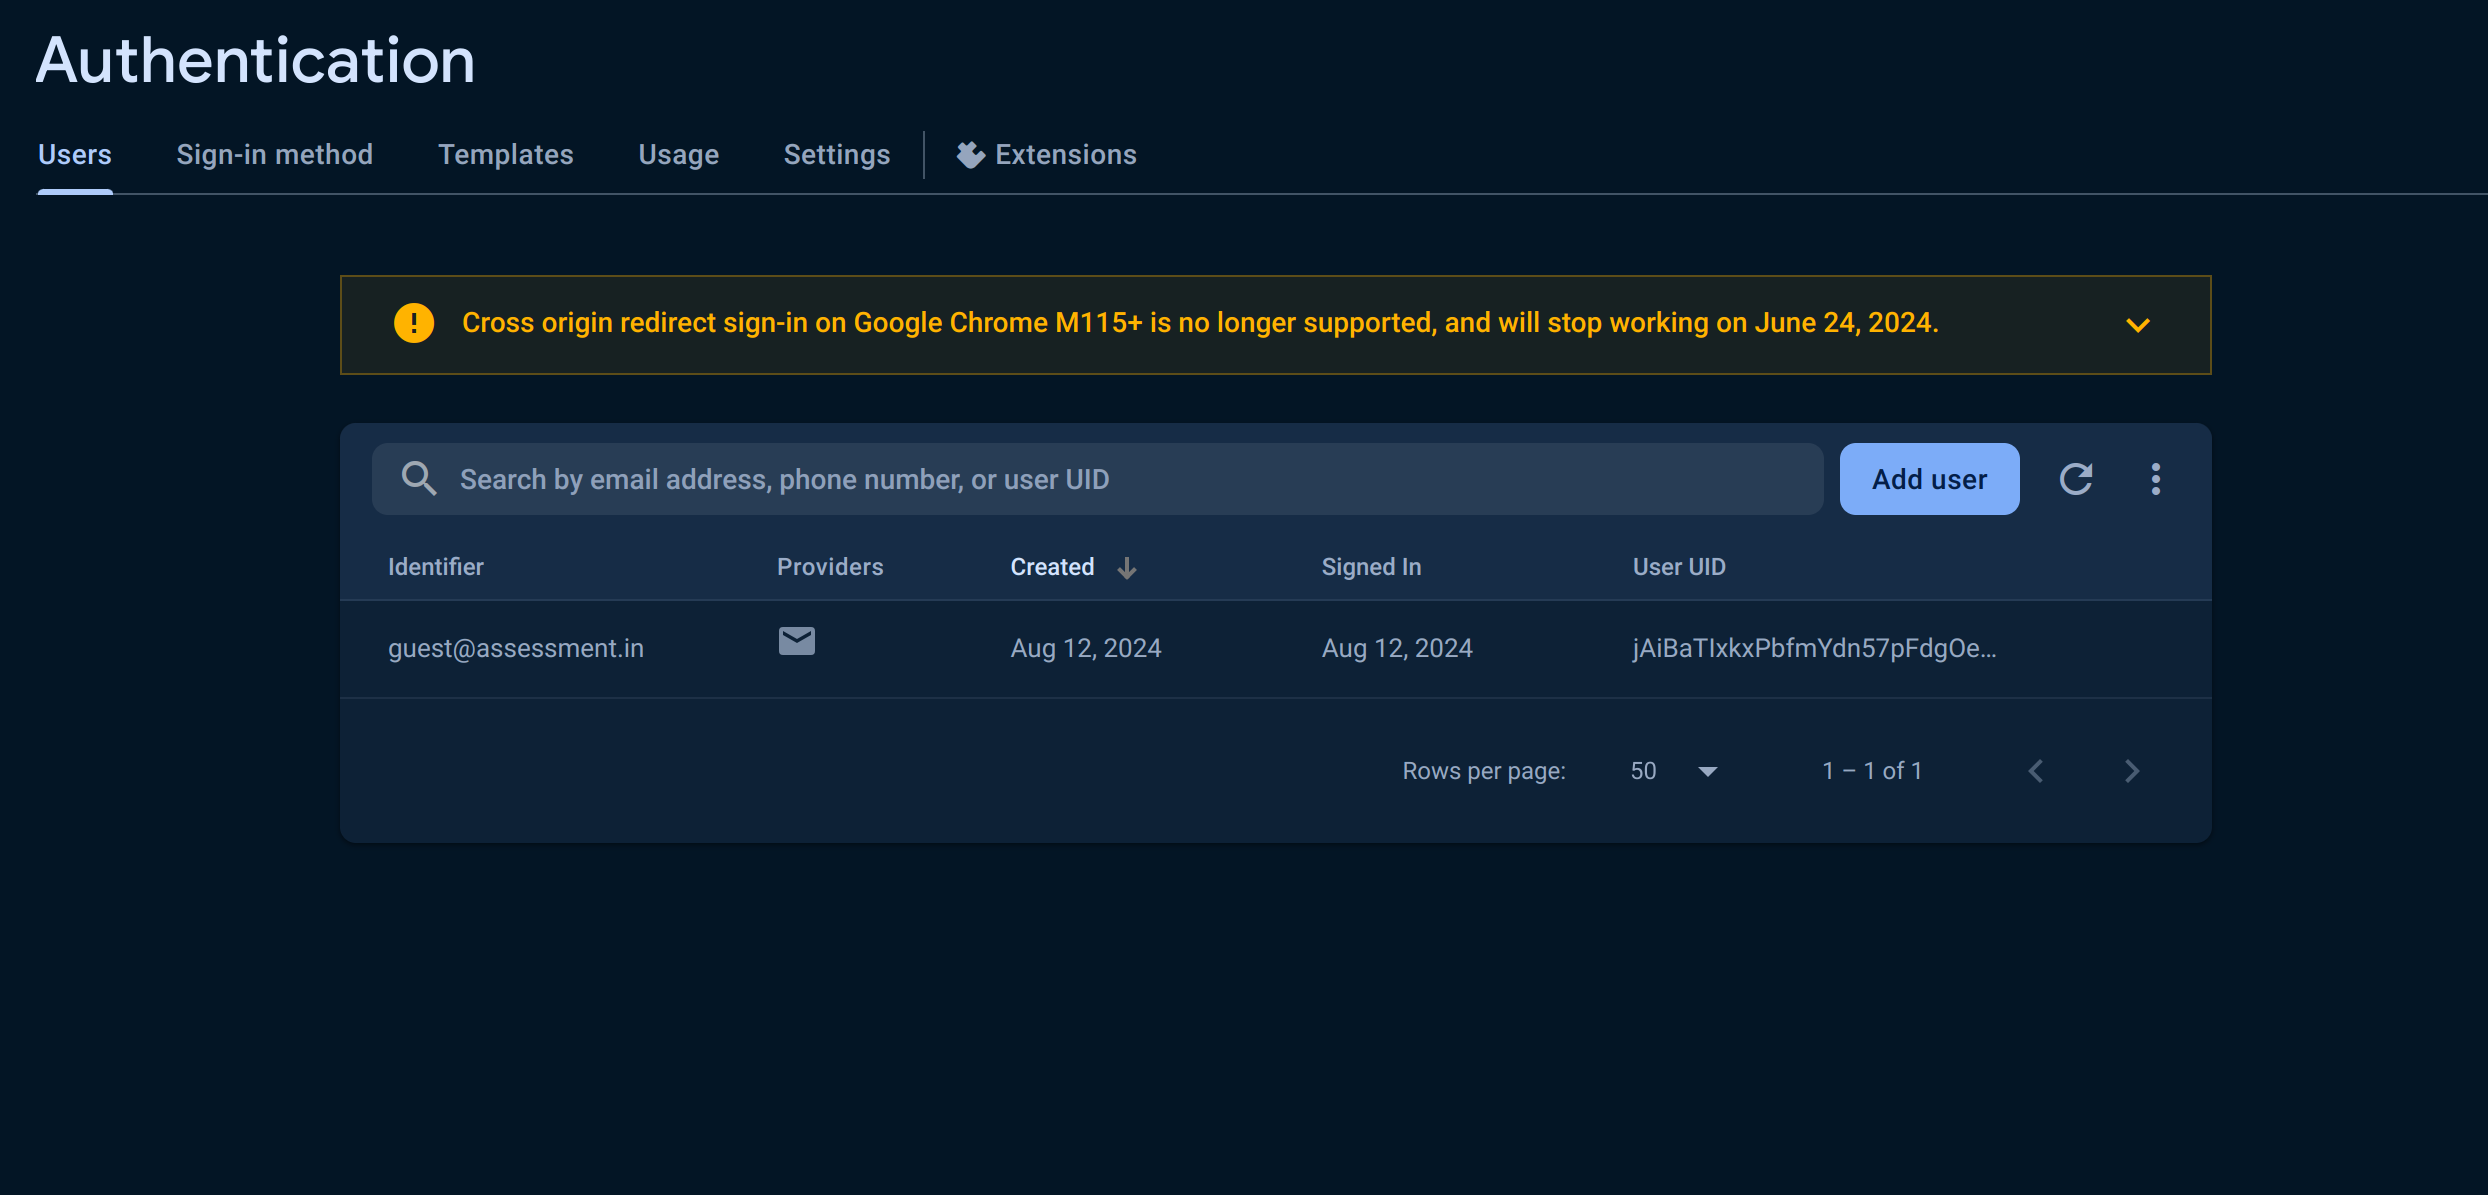 Authentication
Users Sign-in method Templates Usage Settings Extensions
Cross origin redirect sign-in on Google Chrome M115+ is no longer supported, and will stop working on June 24, 2024.
Search by email address, phone number, or user UID Add user
Identifier Providers Created Signed In User UID
guest@assessment.in Aug 12, 2024 Aug 12, 2024 jAiBaTIxkxPbfmYdn57pFdgOe...
Rows per page: 50 1 – 1 of 1